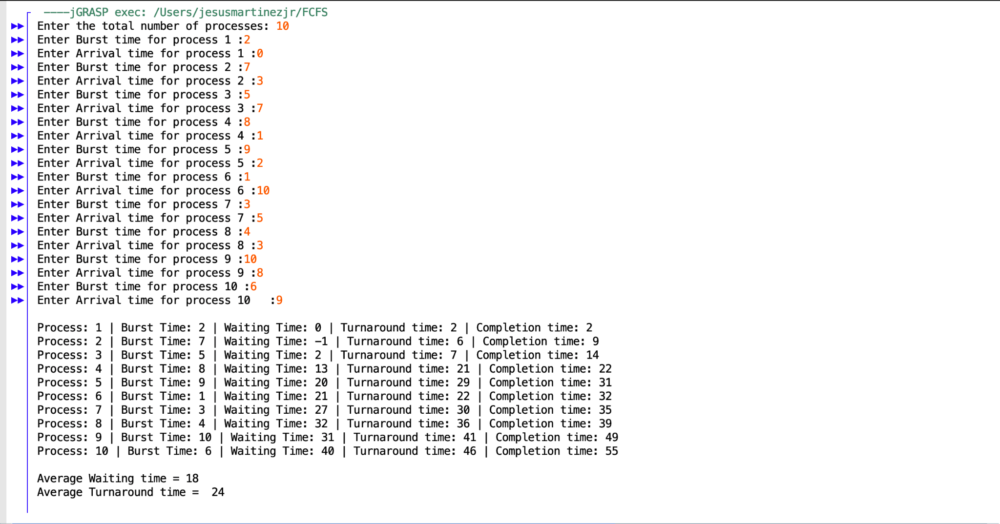 ----jGRASP exec: /Users/jesusmartinezjr/FCFS
Enter the total number of processes: 10
Enter Burst time for process 1 :2
Enter Arrival time for process 1 :0
Enter Burst time for process 2 :7
Enter Arrival time for process 2 :3
Enter Burst time for process 3 :5
Enter Arrival time for process 3 :7
Enter Burst time for process 4 :8
Enter Arrival time for process 4 :1
Enter Burst time for process 5 :9
Enter Arrival time for process 5 :2
Enter Burst time for process 6 :1
Enter Arrival time for process 6 :10
Enter Burst time for process 7 :3
Enter Arrival time for process 7 :5
Enter Burst time for process 8 :4
Enter Arrival time for process 8 :3
Enter Burst time for process 9 :10
Enter Arrival time for process 9 :8
Enter Burst time for process 10 :6
Enter Arrival time for process 10   :9
Process: 1 | Burst Time: 2 | Waiting Time: 0 | Turnaround time: 2 | Completion time: 2
Process: 2 | Burst Time: 7 | Waiting Time: -1 | Turnaround time: 6 | Completion time: 9
Process: 3 | Burst Time: 5 | Waiting Time: 2 | Turnaround time: 7 | Completion time: 14
Process: 4 | Burst Time: 8 | Waiting Time: 13 | Turnaround time: 21 | Completion time: 22
Process: 5 | Burst Time: 9 | Waiting Time: 20 | Turnaround time: 29 | Completion time: 31
Process: 6 | Burst Time: 1 | Waiting Time: 21 | Turnaround time: 22 | Completion time: 32
Process: 7 | Burst Time: 3 | Waiting Time: 27 | Turnaround time: 30 | Completion time: 35
Process: 8 | Burst Time: 4 | Waiting Time: 32 | Turnaround time: 36 | Completion time: 39
Process: 9 | Burst Time: 10 | Waiting Time: 31 | Turnaround time: 41 | Completion time: 49
Process: 10 | Burst Time: 6 | Waiting Time: 40 | Turnaround time: 46 | Completion time: 55
Average Waiting time = 18
Average Turnaround time =  24